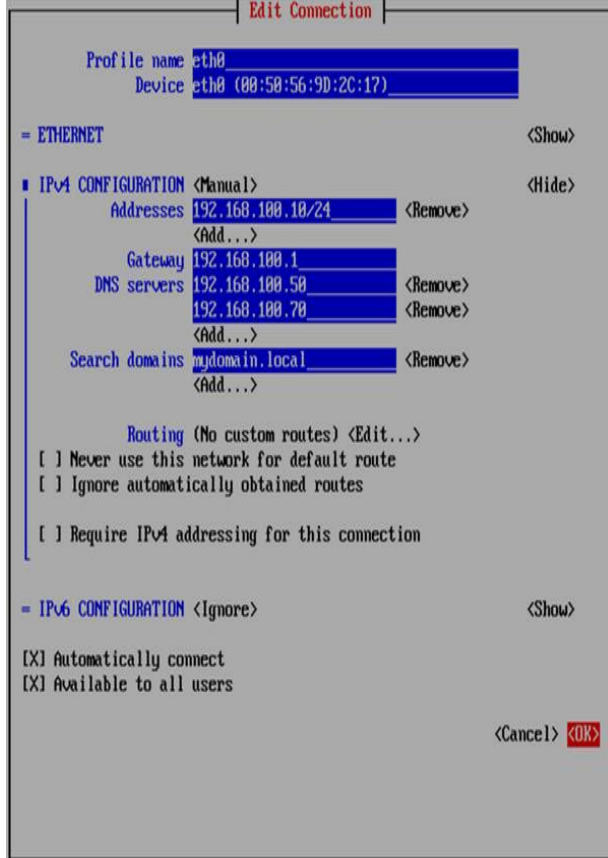 Edit Connection
Profile name eth0
Device eth0 (00:50:56:9D:2C:17)
= ETHERNET <Show>
IPv4 CONFIGURATION <Manual> <Hide>
Addresses 192.168.100.10/24 <Remove>
<Add...>
Gateway 192.168.100.1
DNS servers 192.168.100.50 <Remove>
192.168.100.70 <Remove>
<Add...>
Search domains mydomain.local <Remove>
<Add...>
Routing (No custom routes) <Edit...>
[ ] Never use this network for default route
[ ] Ignore automatically obtained routes
[ ] Require IPv4 addressing for this connection
= IPv6 CONFIGURATION <Ignore> <Show>
[X] Automatically connect
[X] Available to all users
<Cancel> <OK>